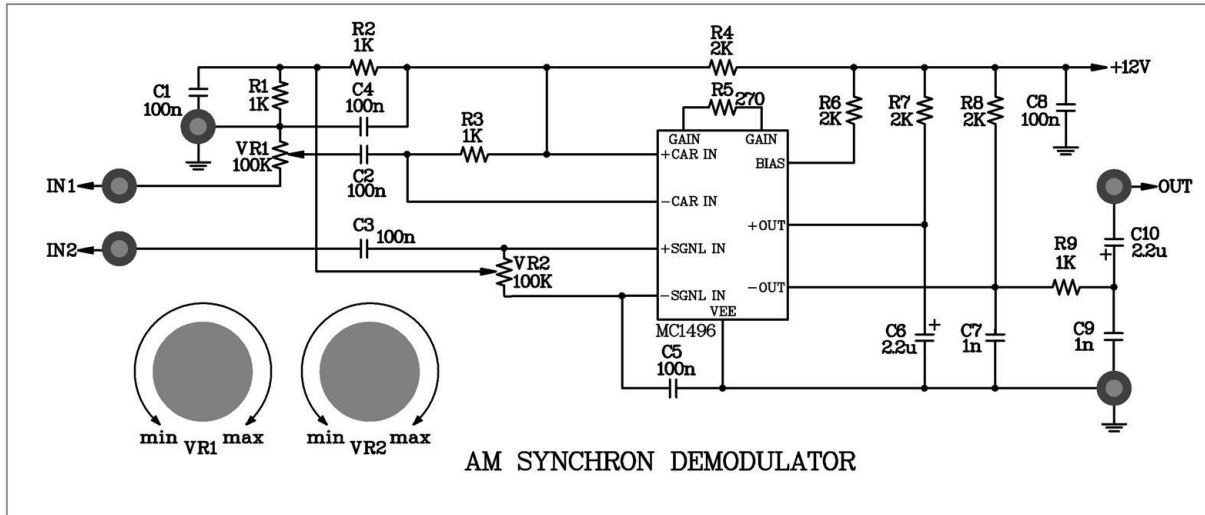 R2
1K
R4
2K
+12V
C1
100n
R1
1K
C4
100n
R5
270
R6
2K
R7
2K
R8
2K
C8
100n
R3
1K
GAIN
GAIN
VR1
100K
+CAR IN
BIAS
C2
100n
IN1
OUT
-CAR IN
C3
100n
+OUT
C10
2.2u
+
IN2
+SGNL IN
VR2
100K
R9
1K
-SGNL IN
-OUT
VEE
MC1496
C6
2.2u
+
C7
1n
C9
1n
C5
100n
min
VR1
max
min
VR2
max
AM SYNCHRON DEMODULATOR